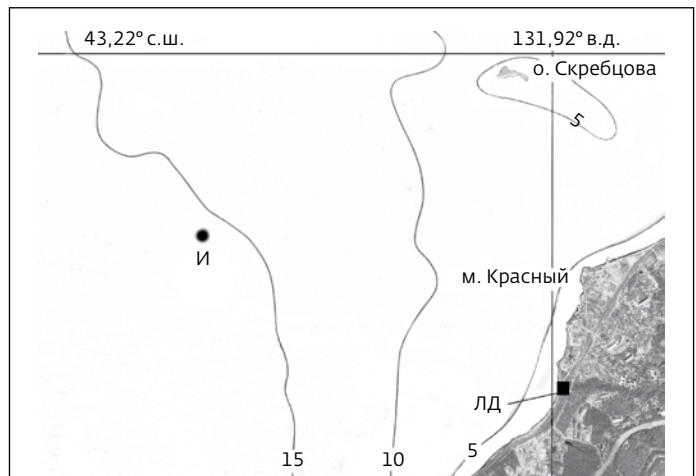 43,22° с.ш.
131,92° в.д.
о. Скребцова
5
И
м. Красный
ЛД
5
15
10